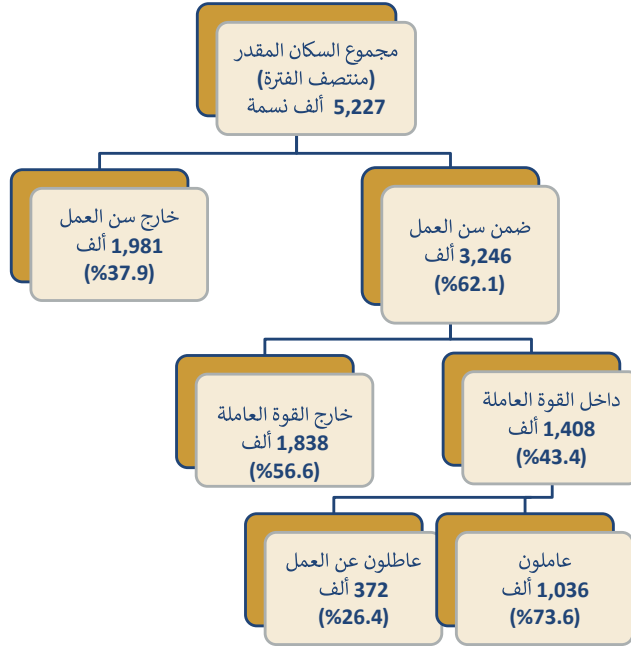 مجموع السكان المقدر
(منتصف الفترة)
5,227 ألف نسمة
ضمن سن العمل
3,246 ألف
(%62.1)
خارج سن العمل
1,981 ألف
(%37.9)
داخل القوة العاملة
1,408 ألف
(%43.4)
خارج القوة العاملة
1,838 ألف
(%56.6)
عاملون
1,036 ألف
(%73.6)
عاطلون عن العمل
372 ألف
(%26.4)